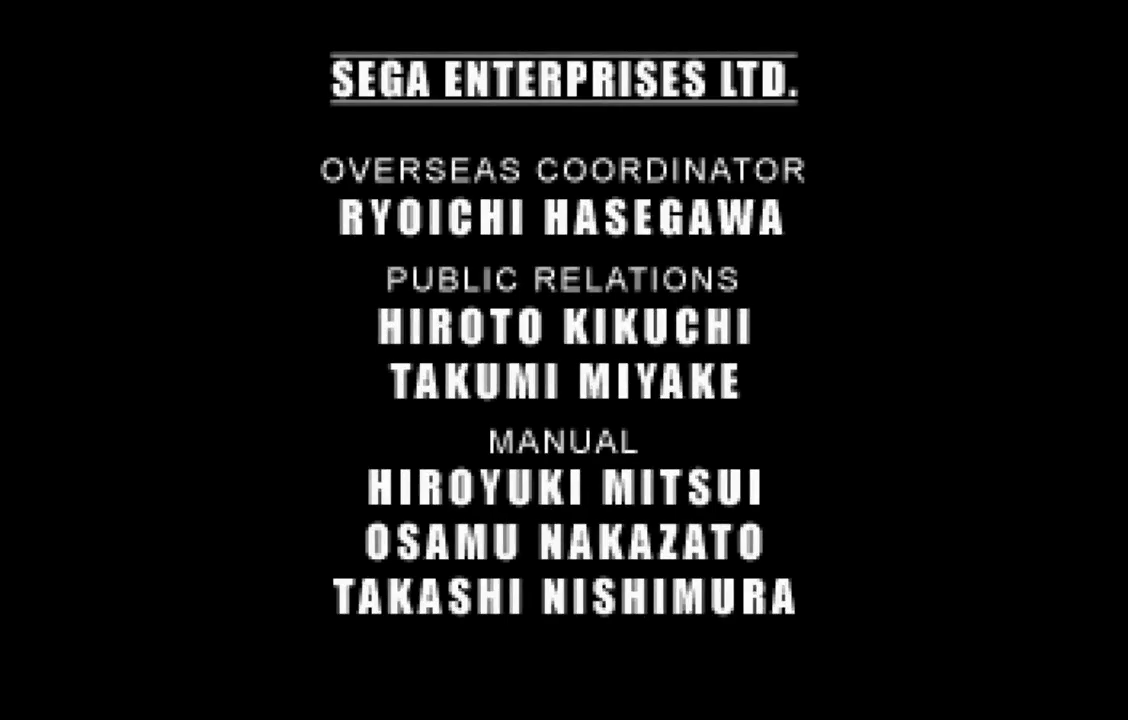 SEGA ENTERPRISES LTD.
OVERSEAS COORDINATOR
RYOICHI HASEGAWA
PUBLIC RELATIONS
HIROTO KIKUCHI
TAKUMI MIYAKE
MANUAL
HIROYUKI MITSUI
OSAMU NAKAZATO
TAKASHI NISHIMURA